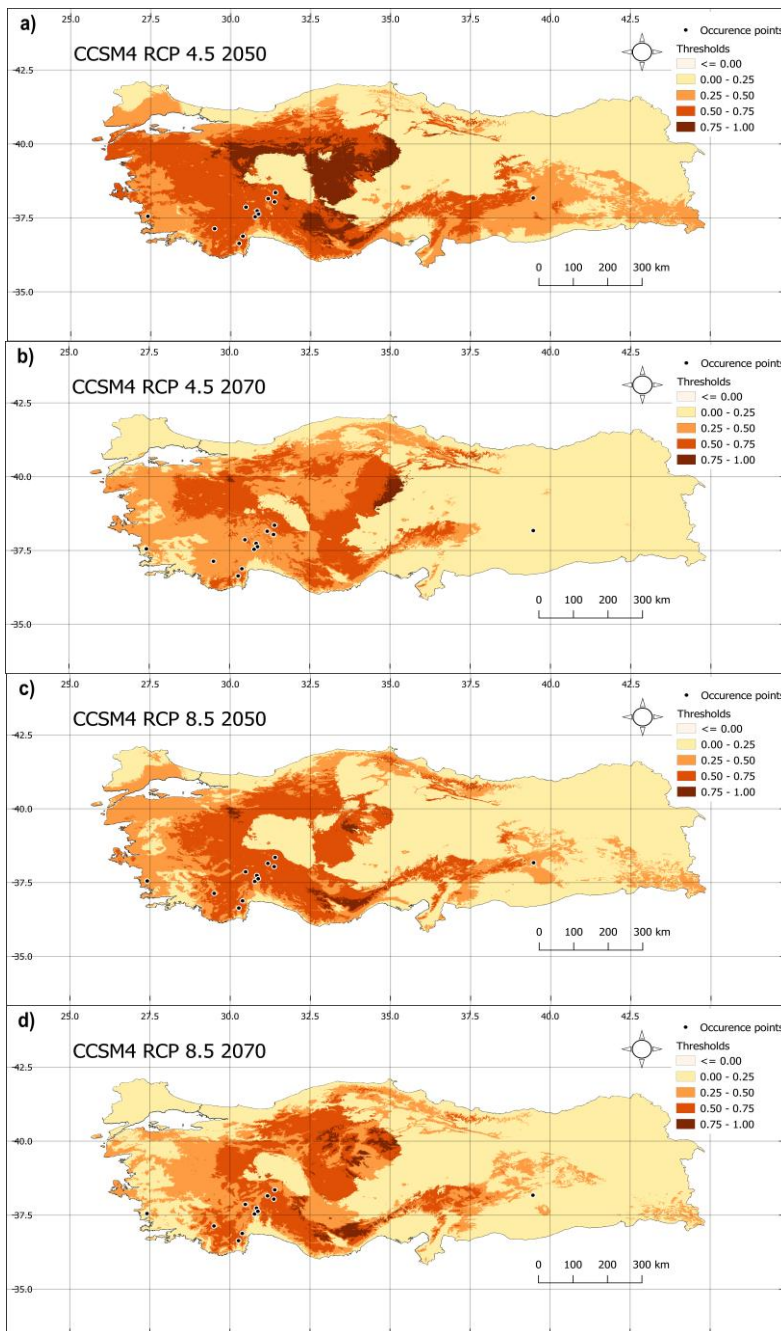 a)
25.0 27.5 30.0 32.5 35.0 37.5 40.0 42.5
Occurence points
CCSM4 RCP 4.5 2050
Thresholds
<= 0.00
0.00 - 0.25
0.25 - 0.50
0.50 - 0.75
0.75 - 1.00
42.5
40.0
37.5
35.0
0 100 200 300 km
b)
25.0 27.5 30.0 32.5 35.0 37.5 40.0 42.5
Occurence points
CCSM4 RCP 4.5 2070
Thresholds
<= 0.00
0.00 - 0.25
0.25 - 0.50
0.50 - 0.75
0.75 - 1.00
42.5
40.0
37.5
35.0
0 100 200 300 km
c)
25.0 27.5 30.0 32.5 35.0 37.5 40.0 42.5
Occurence points
CCSM4 RCP 8.5 2050
Thresholds
<= 0.00
0.00 - 0.25
0.25 - 0.50
0.50 - 0.75
0.75 - 1.00
42.5
40.0
37.5
35.0
0 100 200 300 km
d)
25.0 27.5 30.0 32.5 35.0 37.5 40.0 42.5
Occurence points
CCSM4 RCP 8.5 2070
Thresholds
<= 0.00
0.00 - 0.25
0.25 - 0.50
0.50 - 0.75
0.75 - 1.00
42.5
40.0
37.5
35.0
0 100 200 300 km